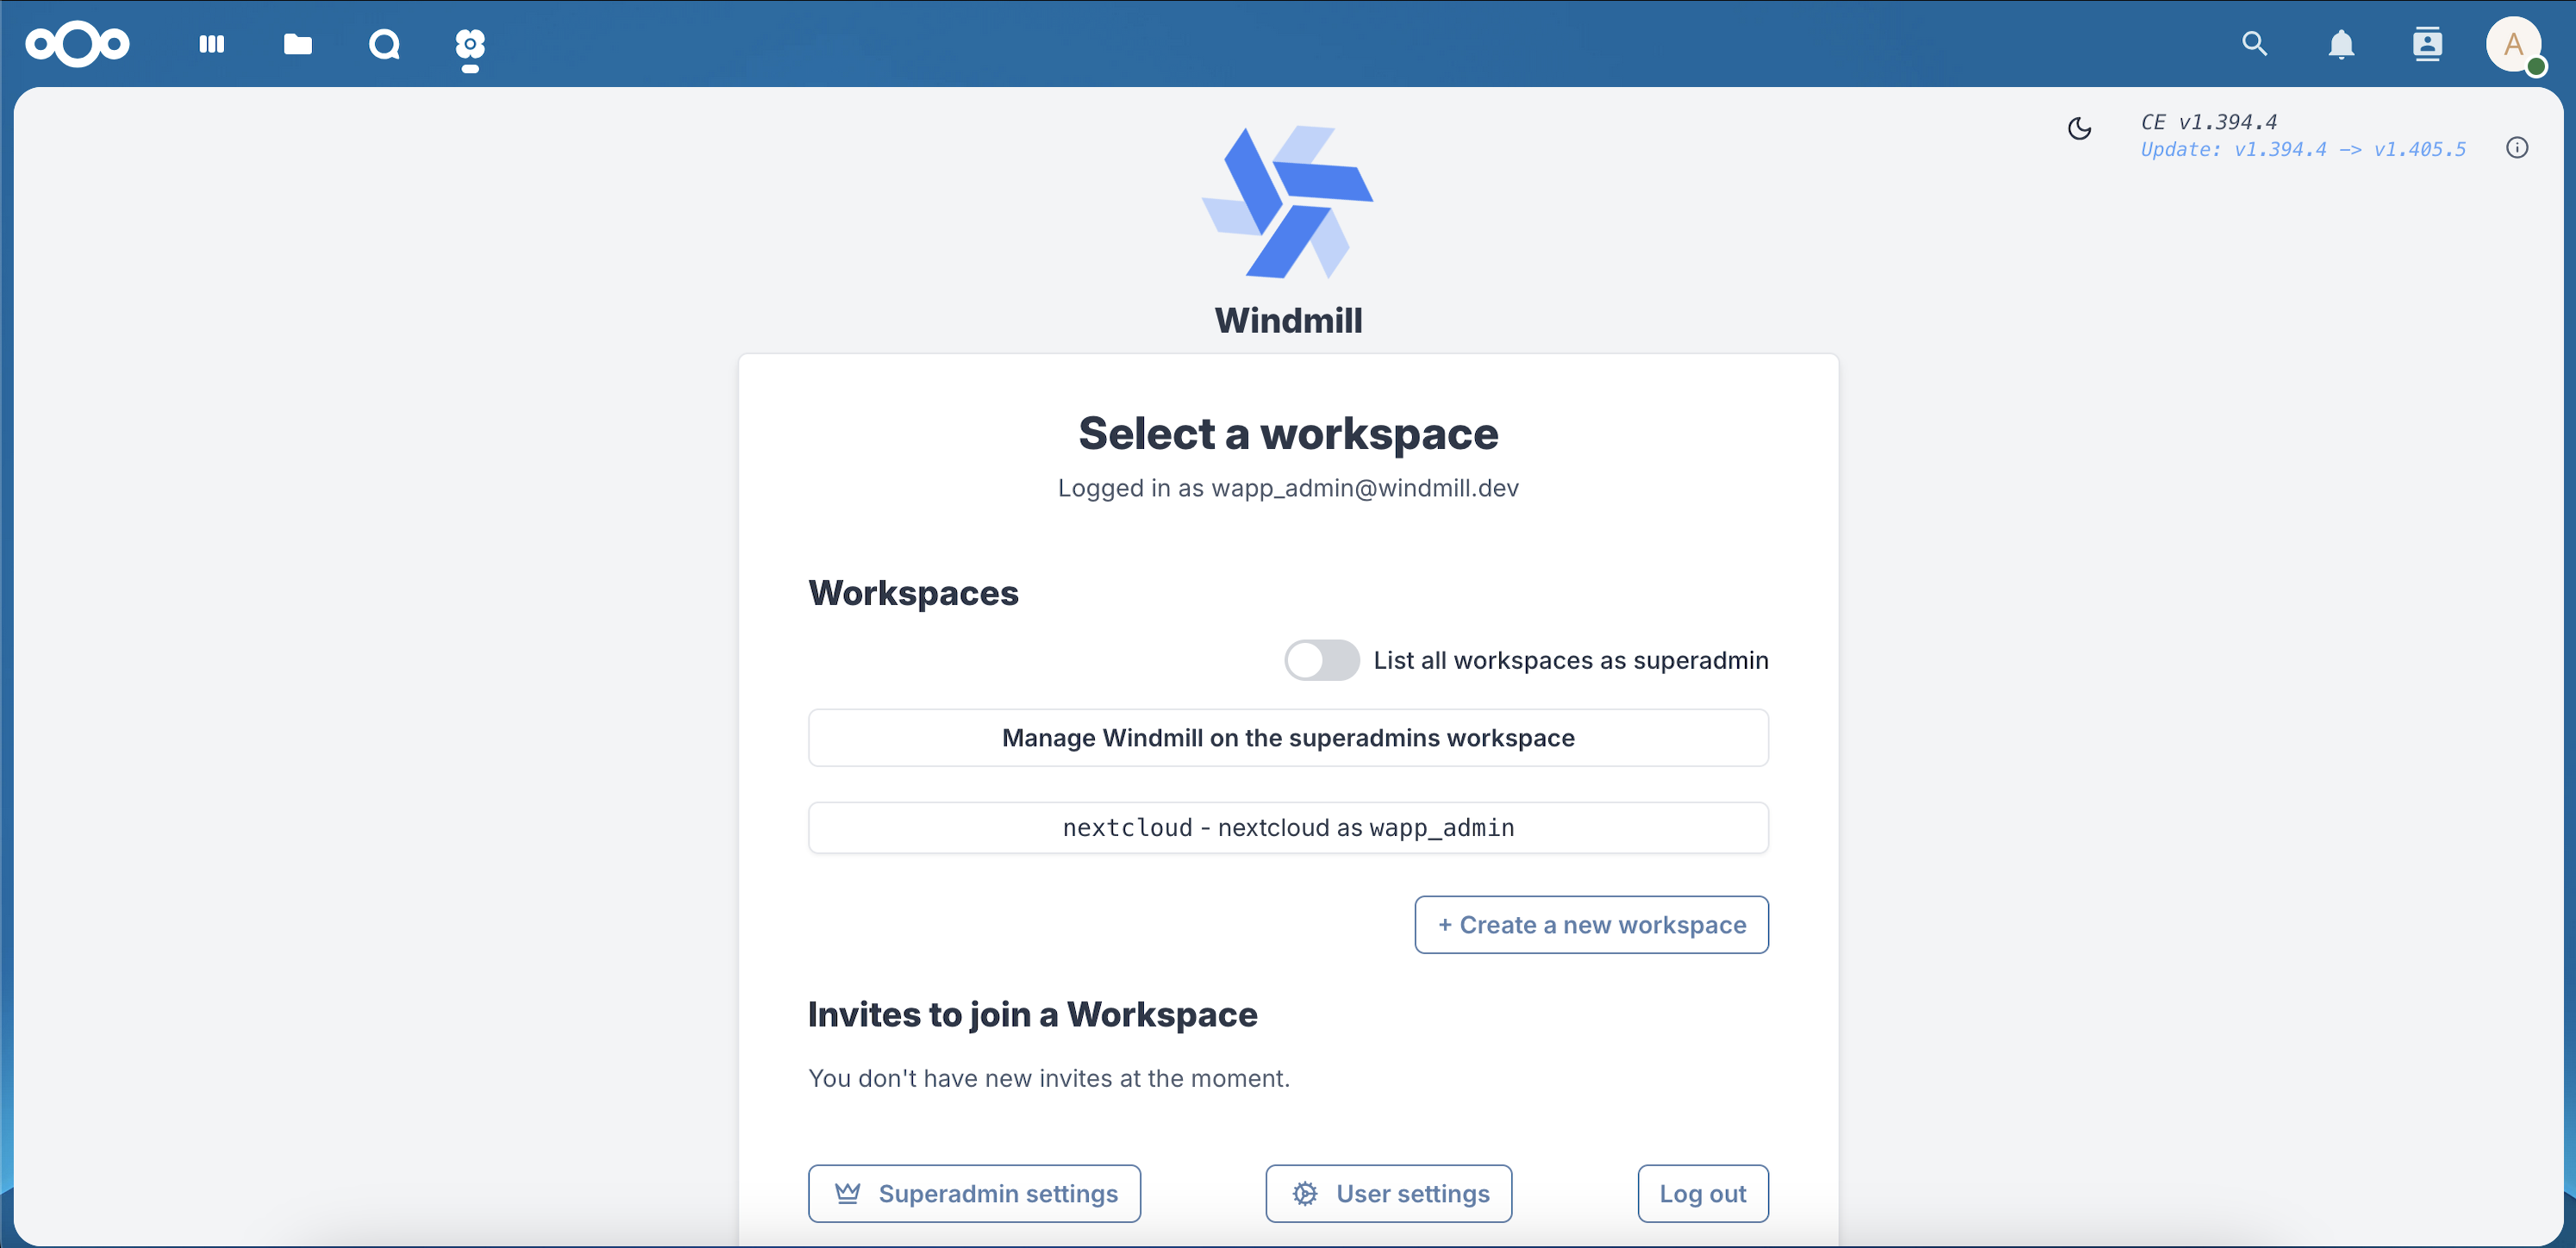 A
CE v1.394.4
Update: v1.394.4 -> v1.405.5
Windmill
Select a workspace
Logged in as wapp_admin@windmill.dev
Workspaces
List all workspaces as superadmin
Manage Windmill on the superadmins workspace
nextcloud - nextcloud as wapp_admin
+ Create a new workspace
Invites to join a Workspace
You don't have new invites at the moment.
Superadmin settings
User settings
Log out